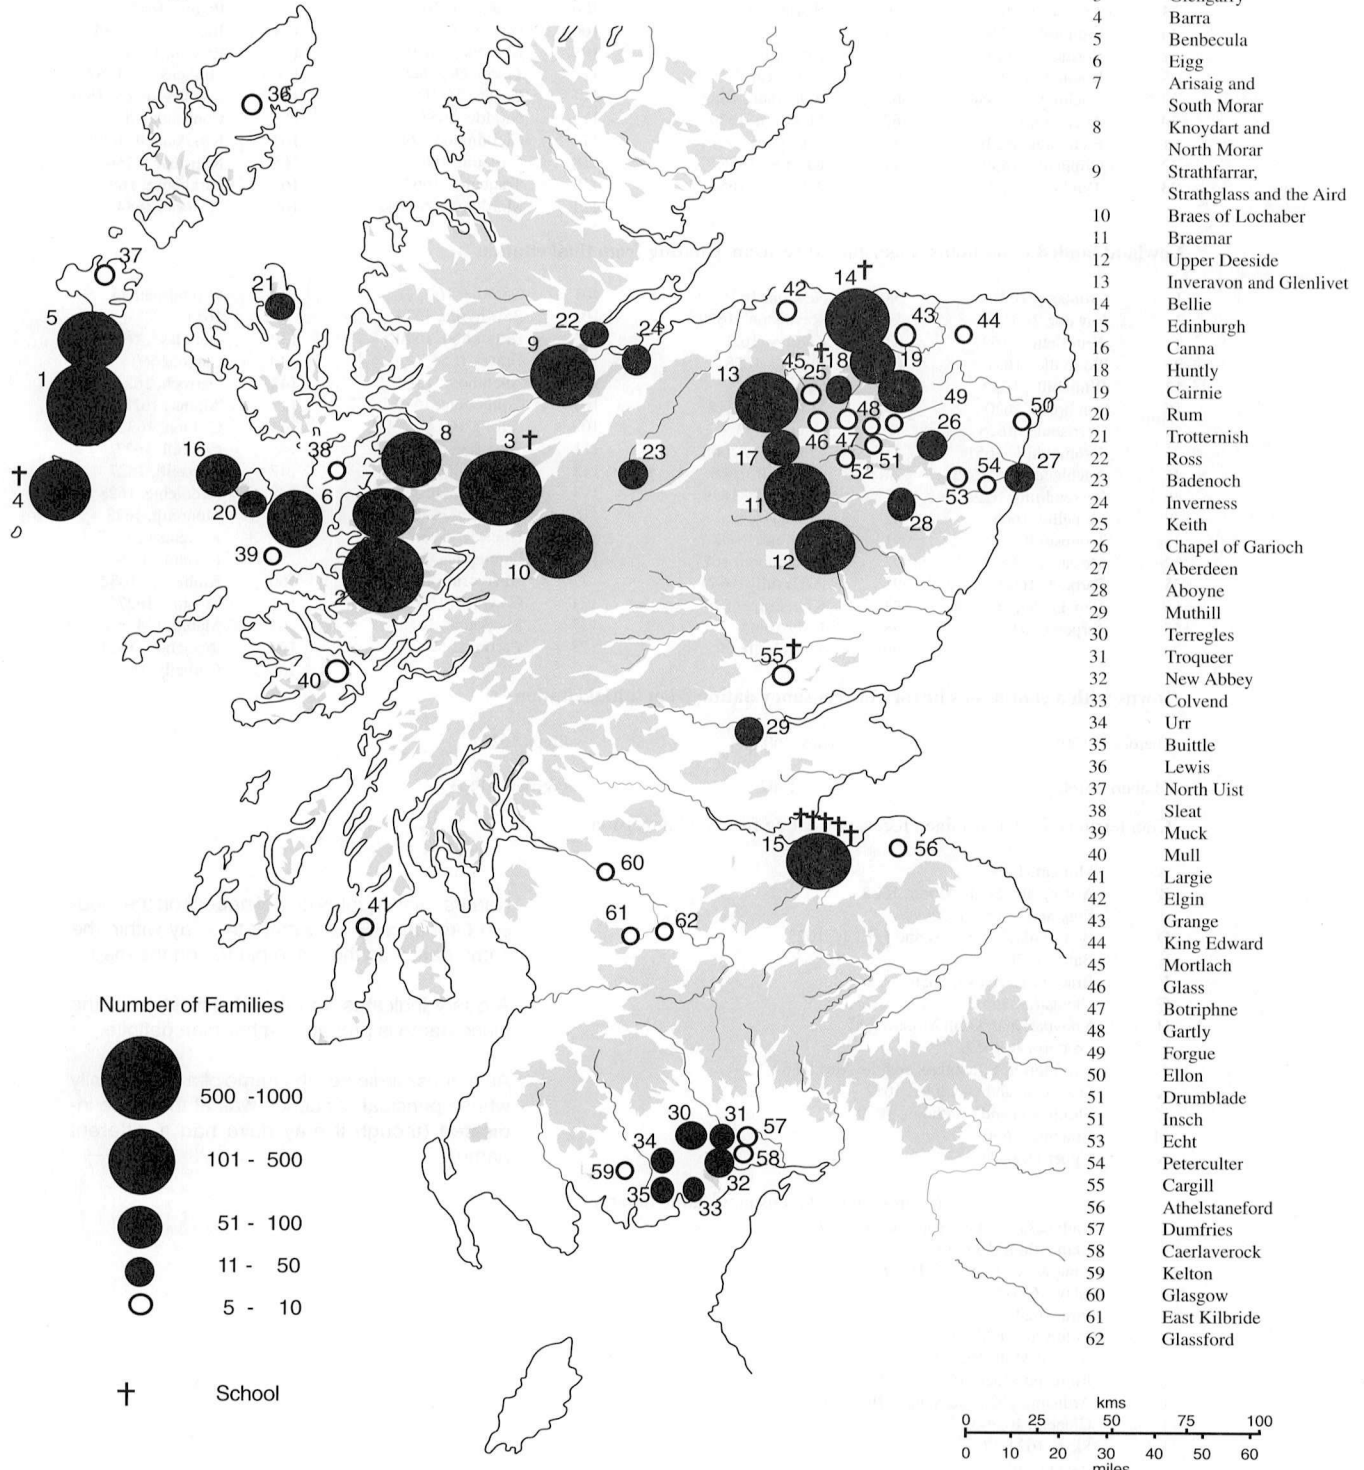 36
37
21
5
1
16
4
20
38
6
7
8
39
2
40
41
3
9
22
24
10
23
42
14
43
44
45
18
19
25
13
46
47
48
49
26
50
17
51
52
11
53
54
27
28
12
55
29
15
56
60
61
62
30
31
57
34
58
59
32
35
33
Number of Families
500 -1000
101 - 500
51 - 100
11 - 50
5 - 10
† School
3 Glengarry
4 Barra
5 Benbecula
6 Eigg
7 Arisaig and
South Morar
8 Knoydart and
North Morar
9 Strathfarrar,
Strathglass and the Aird
10 Braes of Lochaber
11 Braemar
12 Upper Deeside
13 Inveravon and Glenlivet
14 Bellie
15 Edinburgh
16 Canna
18 Huntly
19 Cairnie
20 Rum
21 Trotternish
22 Ross
23 Badenoch
24 Inverness
25 Keith
26 Chapel of Garioch
27 Aberdeen
28 Aboyne
29 Muthill
30 Terregles
31 Troqueer
32 New Abbey
33 Colvend
34 Urr
35 Buittle
36 Lewis
37 North Uist
38 Sleat
39 Muck
40 Mull
41 Largie
42 Elgin
43 Grange
44 King Edward
45 Mortlach
46 Glass
47 Botriphne
48 Gartly
49 Forgue
50 Ellon
51 Drumblade
51 Insch
53 Echt
54 Peterculter
55 Cargill
56 Athelstaneford
57 Dumfries
58 Caerlaverock
59 Kelton
60 Glasgow
61 East Kilbride
62 Glassford
kms
0 25 50 75 100
0 10 20 30 40 50 60
miles